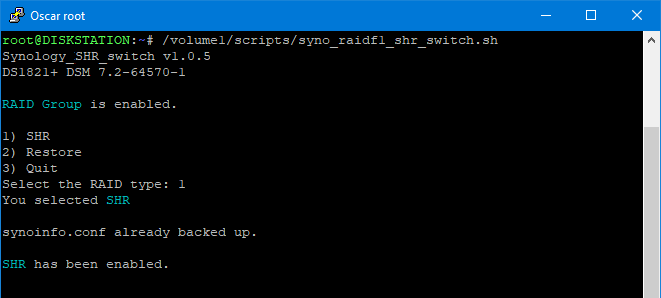 Oscar root
root@DISKSTATION:~# /volume1/scripts/syno_raidf1_shr_switch.sh
Synology_SHR_switch v1.0.5
DS1821+ DSM 7.2-64570-1
RAID Group is enabled.
1) SHR
2) Restore
3) Quit
Select the RAID type: 1
You selected SHR
synoinfo.conf already backed up.
SHR has been enabled.